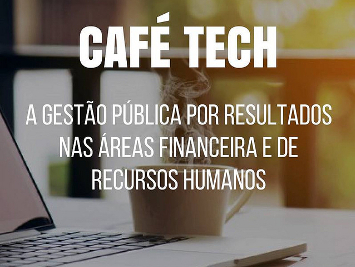 CAFÉ TECH
A GESTÃO PÚBLICA POR RESULTADOS
NAS ÁREAS FINANCEIRA E DE
RECURSOS HUMANOS